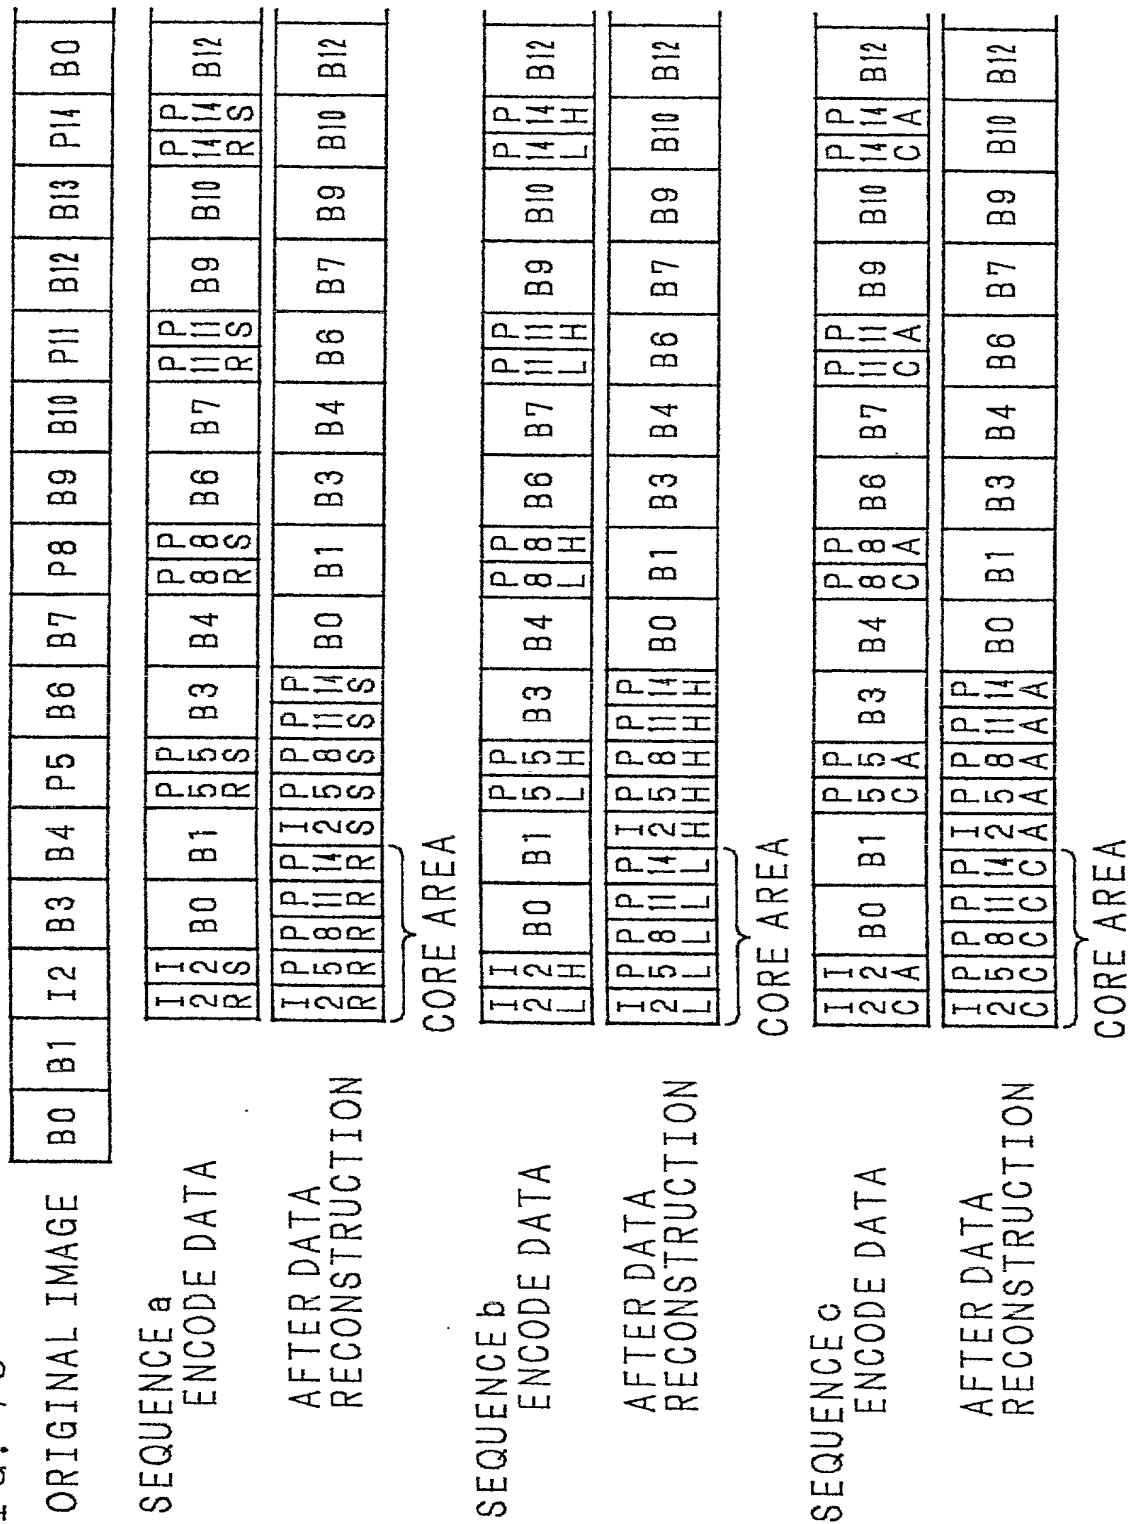 ORIGINAL IMAGE B0 B1 I2 B3 B4 P5 B6 B7 P8 B9 B10 P11 B12 B13 P14 B0
SEQUENCE a
ENCODE DATA I2R I2S B0 B1 P5R P5S B3 B4 P8R P8S B6 B7 P11R P11S B9 B10 P14R P14S B12
AFTER DATA
RECONSTRUCTION I2R P5R P8R P11R P14R I2S P5S P8S P11S P14S B0 B1 B3 B4 B6 B7 B9 B10 B12
CORE AREA
SEQUENCE b
ENCODE DATA I2L I2H B0 B1 P5L P5H B3 B4 P8L P8H B6 B7 P11L P11H B9 B10 P14L P14H B12
AFTER DATA
RECONSTRUCTION I2L P5L P8L P11L P14L I2H P5H P8H P11H P14H B0 B1 B3 B4 B6 B7 B9 B10 B12
CORE AREA
SEQUENCE c
ENCODE DATA I2C I2A B0 B1 P5C P5A B3 B4 P8C P8A B6 B7 P11C P11A B9 B10 P14C P14A B12
AFTER DATA
RECONSTRUCTION I2C P5C P8C P11C P14C I2A P5A P8A P11A P14A B0 B1 B3 B4 B6 B7 B9 B10 B12
CORE AREA